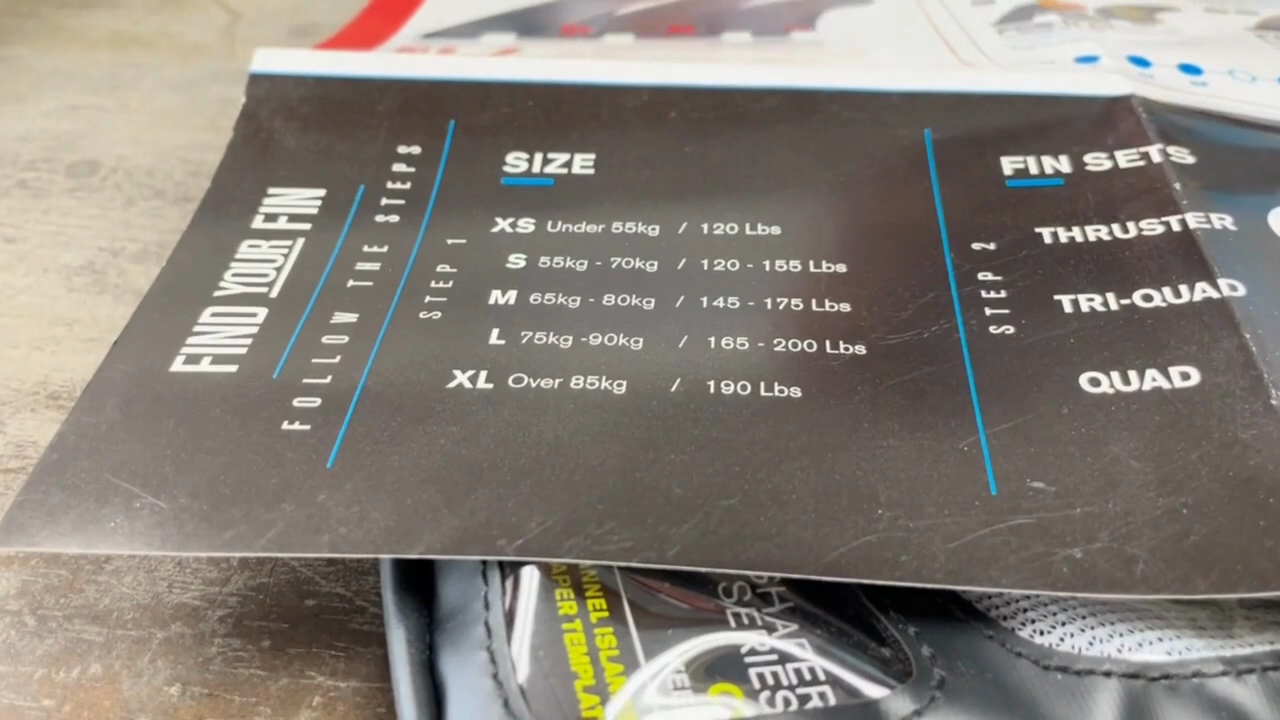 FIND YOUR FIN
FOLLOW THE STEPS
STEP 1
SIZE
XS Under 55kg / 120 Lbs
S 55kg - 70kg / 120 - 155 Lbs
M 65kg - 80kg / 145 - 175 Lbs
L 75kg -90kg / 165 - 200 Lbs
XL Over 85kg / 190 Lbs
STEP 2
FIN SETS
THRUSTER
TRI-QUAD
QUAD
SHAPER
SERIES